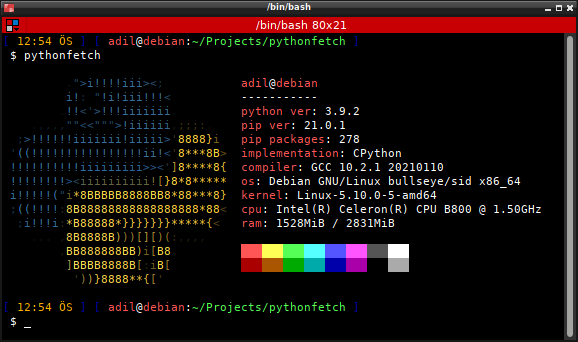 /bin/bash
/bin/bash 80x21
[ 12:54 ÖS ] [ adil@debian:~/Projects/pythonfetch ]
$ pythonfetch
adil@debian
-----------
python ver: 3.9.2
pip ver: 21.0.1
pip packages: 278
implementation: CPython
compiler: GCC 10.2.1 20210110
os: Debian GNU/Linux bullseye/sid x86_64
kernel: Linux-5.10.0-5-amd64
cpu: Intel(R) Celeron(R) CPU B800 @ 1.50GHz
ram: 1528MiB / 2831MiB
[ 12:54 ÖS ] [ adil@debian:~/Projects/pythonfetch ]
$ _